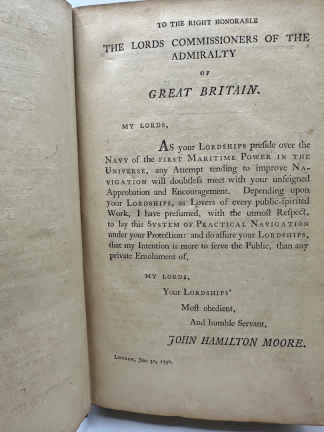 TO THE RIGHT HONORABLE
THE LORDS COMMISSIONERS OF THE
ADMIRALTY
OF
GREAT BRITAIN.
MY LORDS,
AS your LORDSHIPS preside over the
NAVY of the FIRST MARITIME POWER IN THE
UNIVERSE, any Attempt tending to improve NA-
VIGATION will doubtless meet with your unfeigned
Approbation and Encouragement. Depending upon
your LORDSHIPS, as Lovers of every public-spirited
Work, I have presumed, with the utmost Respect,
to lay this SYSTEM OF PRACTICAL NAVIGATION
under your Protection: and do assure your LORDSHIPS,
that my Intention is more to serve the Public, than any
private Emolument of,
MY LORDS,
Your LORDSHIPS'
Most obedient,
And humble Servant,
JOHN HAMILTON MOORE.
LONDON,